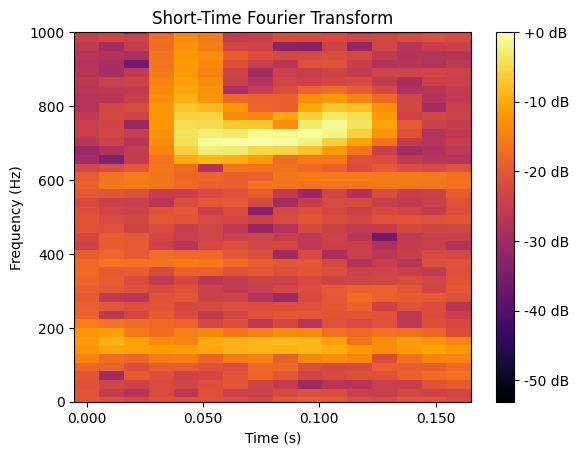 Short-Time Fourier Transform
1000
800
600
400
200
0
Frequency (Hz)
0.000
0.050
0.100
0.150
Time (s)
+0 dB
-10 dB
-20 dB
-30 dB
-40 dB
-50 dB